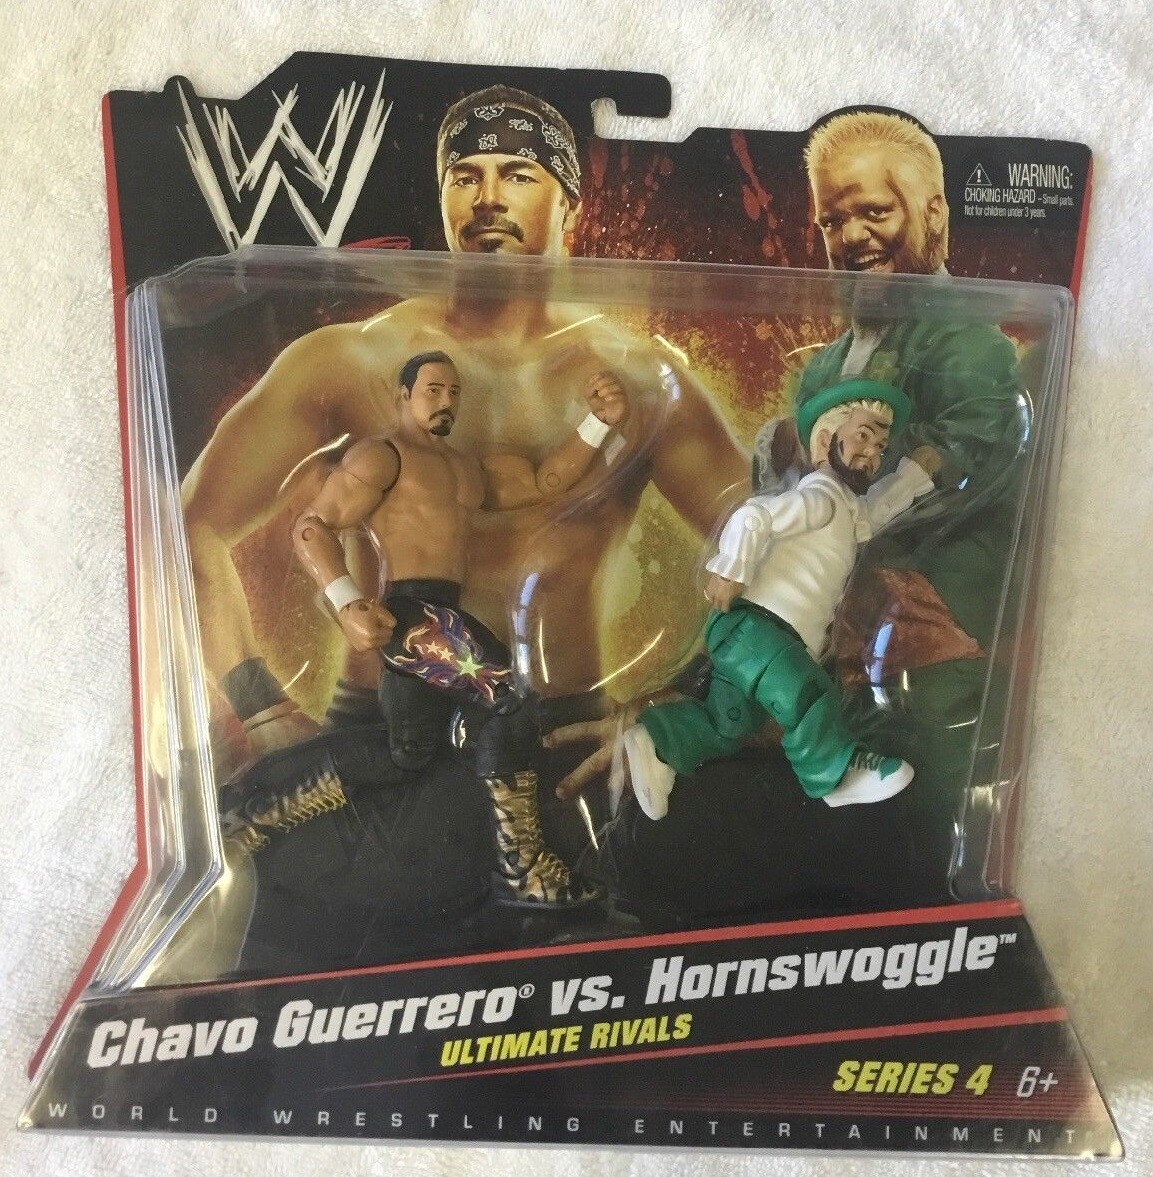 W
WARNING:
CHOKING HAZARD – Small parts.
Not for children under 3 years.
Chavo Guerrero® vs. Hornswoggle™
ULTIMATE RIVALS
SERIES 4 6+
WORLD WRESTLING ENTERTAINMENT